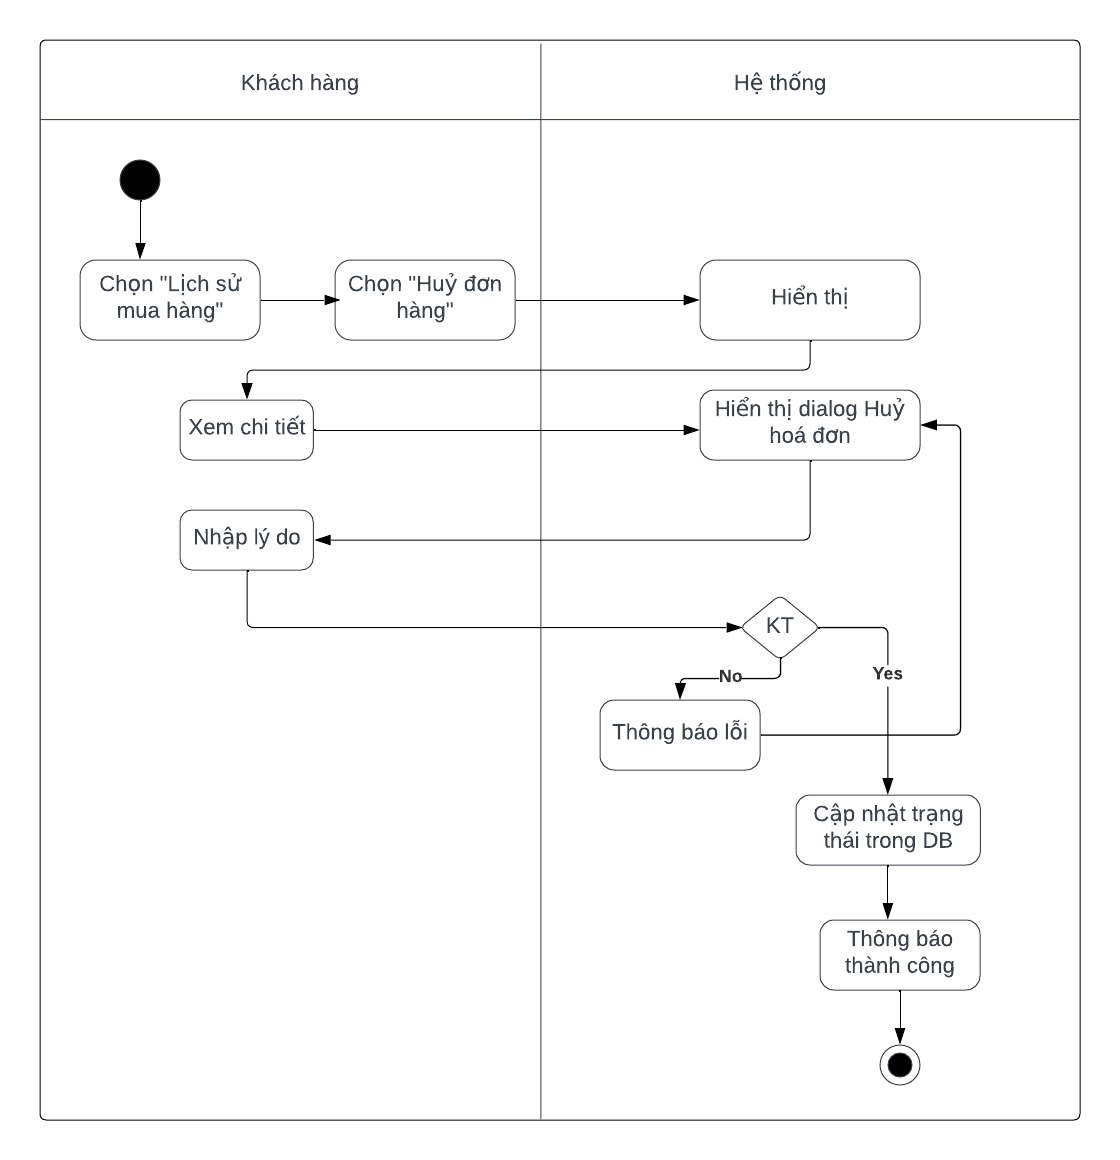 Khách hàng
Hệ thống
Chọn "Lịch sử
mua hàng"
Chọn "Huỷ đơn
hàng"
Hiển thị
Xem chi tiết
Hiển thị dialog Huỷ
hoá đơn
Nhập lý do
KT
No
Yes
Thông báo lỗi
Cập nhật trạng
thái trong DB
Thông báo
thành công